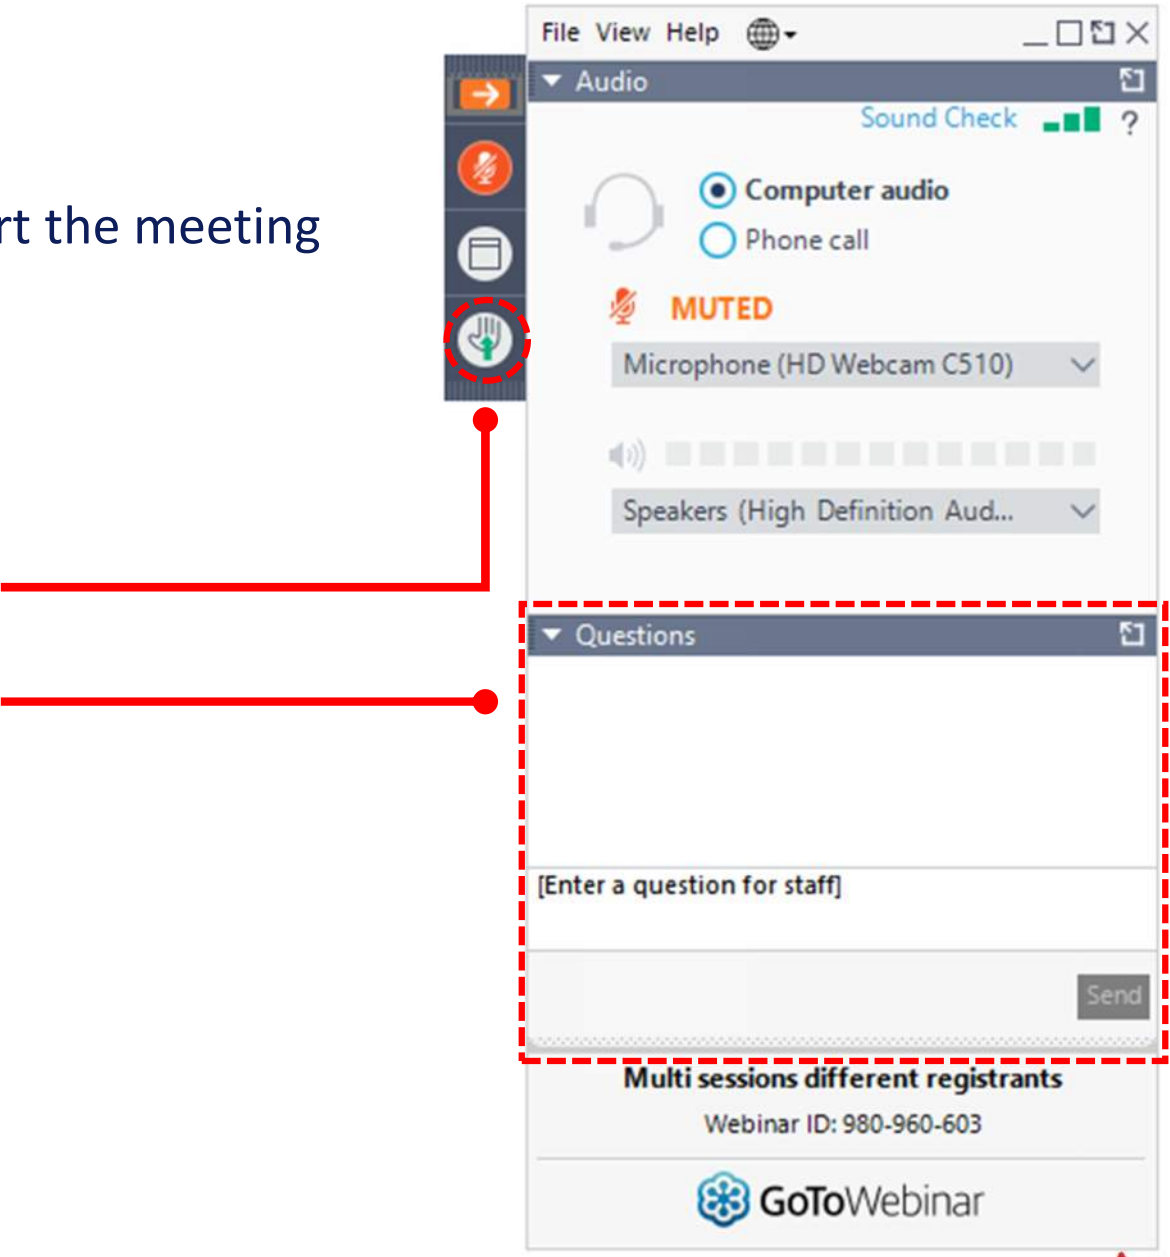 File View Help
Audio
Sound Check ?
Computer audio
rt the meeting
Phone call
MUTED
Microphone (HD Webcam C510)
Speakers (High Definition Aud...
Questions
[Enter a question for staff]
Send
Multi sessions different registrants
Webinar ID: 980-960-603
GoToWebinar